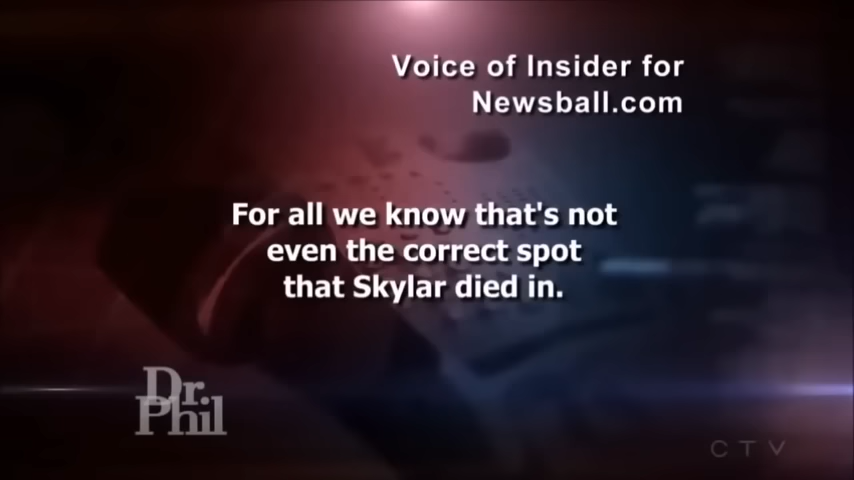 Voice of Insider for
Newsball.com
For all we know that's not
even the correct spot
that Skylar died in.
Dr.
Phil
CTV